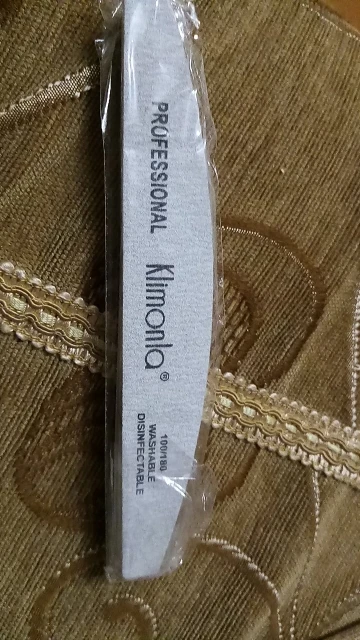 PROFESSIONAL
Klimonla®
100/180
WASHABLE
DISINFECTABLE